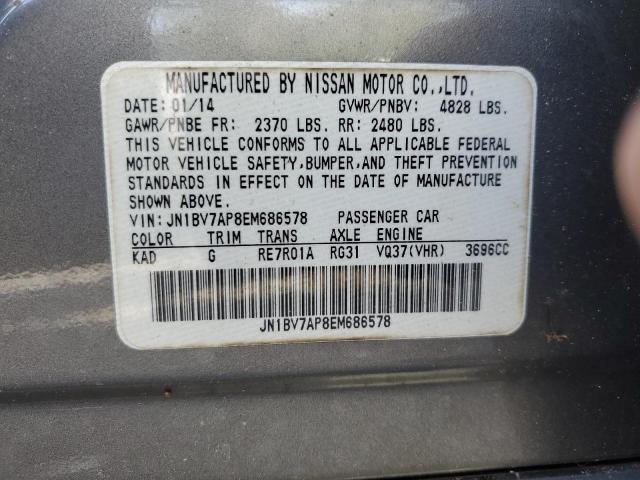 MANUFACTURED BY NISSAN MOTOR CO.,LTD.
DATE: 01/14 GVWR/PNBV: 4828 LBS.
GAWR/PNBE FR: 2370 LBS. RR: 2480 LBS.
THIS VEHICLE CONFORMS TO ALL APPLICABLE FEDERAL
MOTOR VEHICLE SAFETY,BUMPER,AND THEFT PREVENTION
STANDARDS IN EFFECT ON THE DATE OF MANUFACTURE
SHOWN ABOVE.
VIN: JN1BV7AP8EM686578 PASSENGER CAR
COLOR TRIM TRANS AXLE ENGINE
KAD G RE7R01A RG31 VQ37(VHR) 3696CC
JN1BV7AP8EM686578